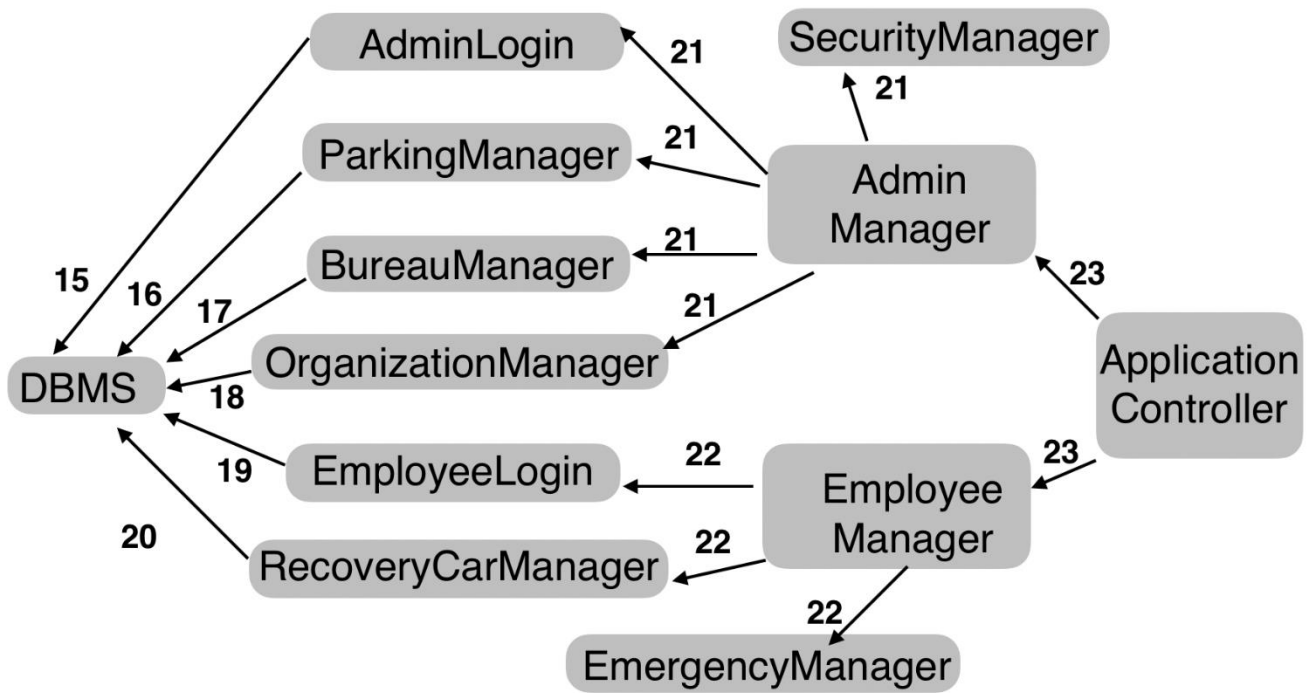 SecurityManager
AdminLogin
21
21
ParkingManager
21
Admin
Manager
BureauManager
21
15
16
17
23
21
OrganizationManager
Application
Controller
DBMS
18
EmployeeLogin
22
23
19
Employee
Manager
20
RecoveryCarManager
22
22
EmergencyManager